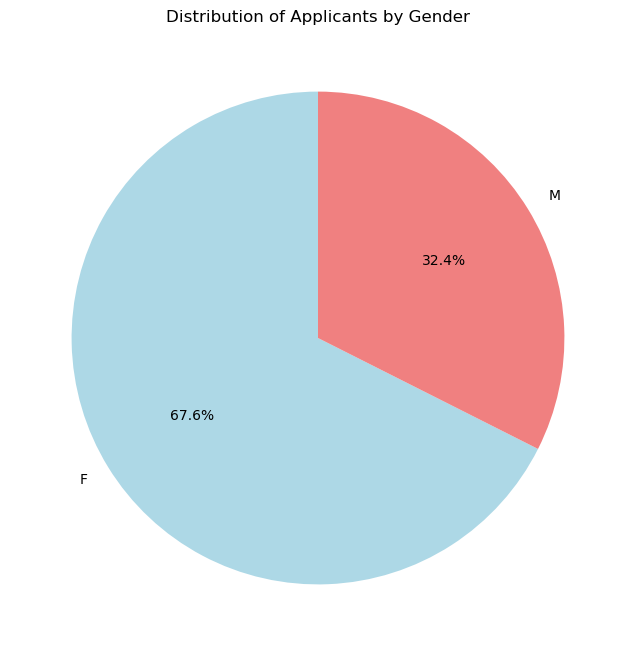 Distribution of Applicants by Gender
M
32.4%
67.6%
F